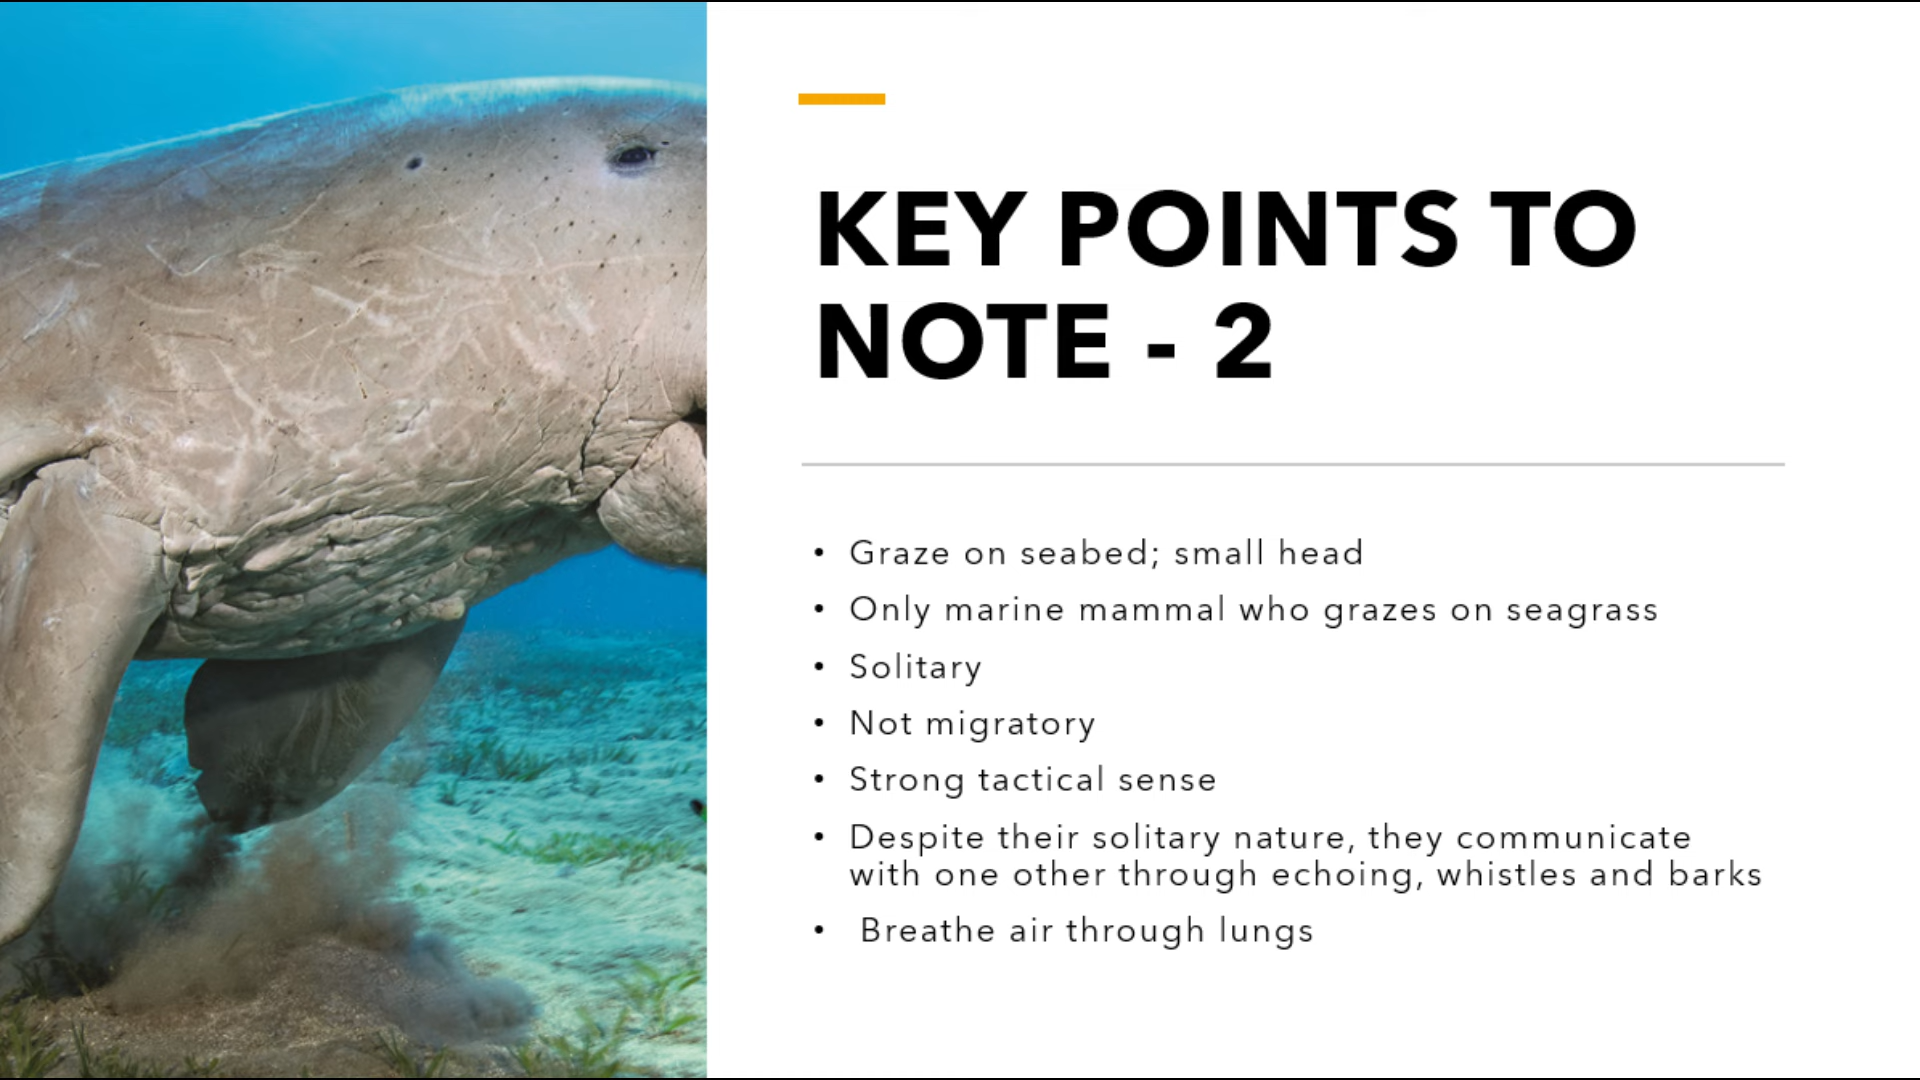 KEY POINTS TO
NOTE - 2
• Graze on seabed; small head
• Only marine mammal who grazes on seagrass
• Solitary
• Not migratory
• Strong tactical sense
• Despite their solitary nature, they communicate
with one other through echoing, whistles and barks
• Breathe air through lungs